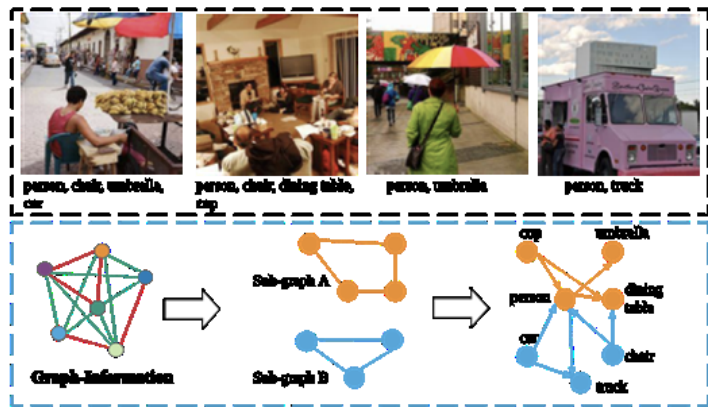 person, chair, umbrella,
car
person, chair, dining table,
cup
person, umbrella
person, truck
cup
umbrella
Sub-graph A
person
dining
table
car
chair
Graph-Information
Sub-graph B
truck